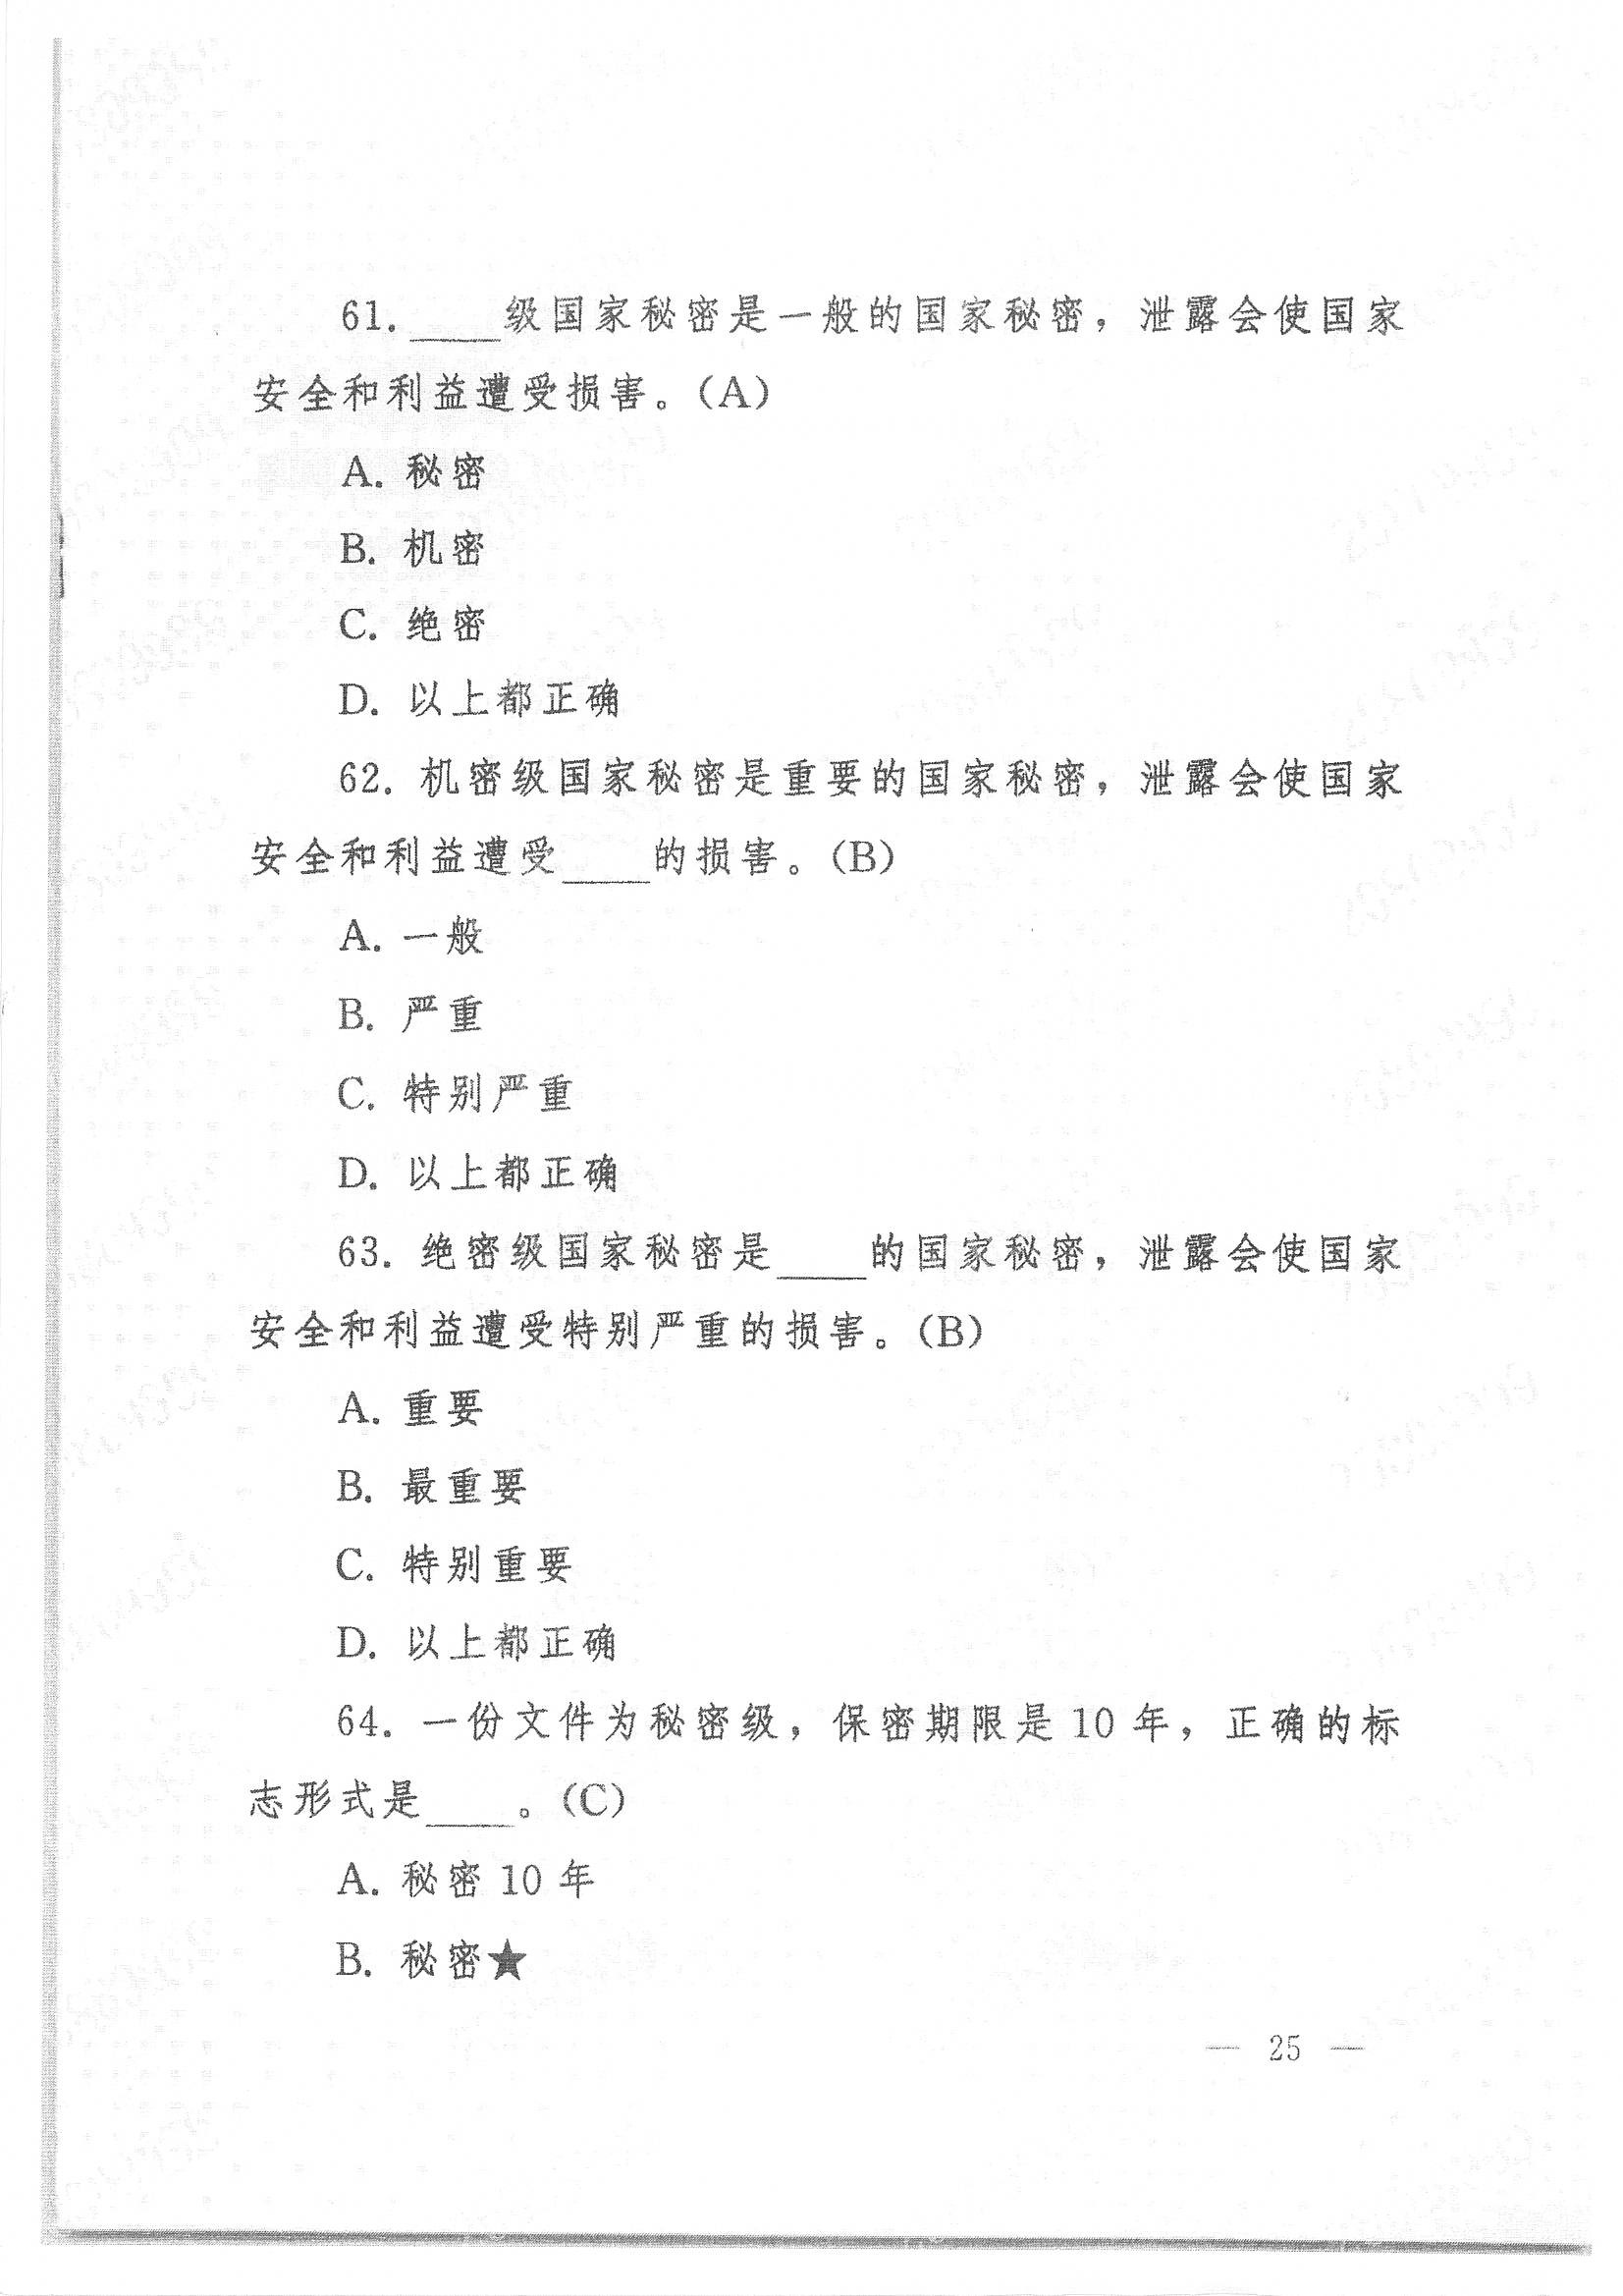 61. ____级国家秘密是一般的国家秘密，泄露会使国家
安全和利益遭受损害。(A)
A. 秘密
B. 机密
C. 绝密
D. 以上都正确
62. 机密级国家秘密是重要的国家秘密，泄露会使国家
安全和利益遭受____的损害。(B)
A. 一般
B. 严重
C. 特别严重
D. 以上都正确
63. 绝密级国家秘密是____的国家秘密，泄露会使国家
安全和利益遭受特别严重的损害。(B)
A. 重要
B. 最重要
C. 特别重要
D. 以上都正确
64. 一份文件为秘密级，保密期限是 10 年，正确的标
志形式是____。(C)
A. 秘密 10 年
B. 秘密★
— 25 —